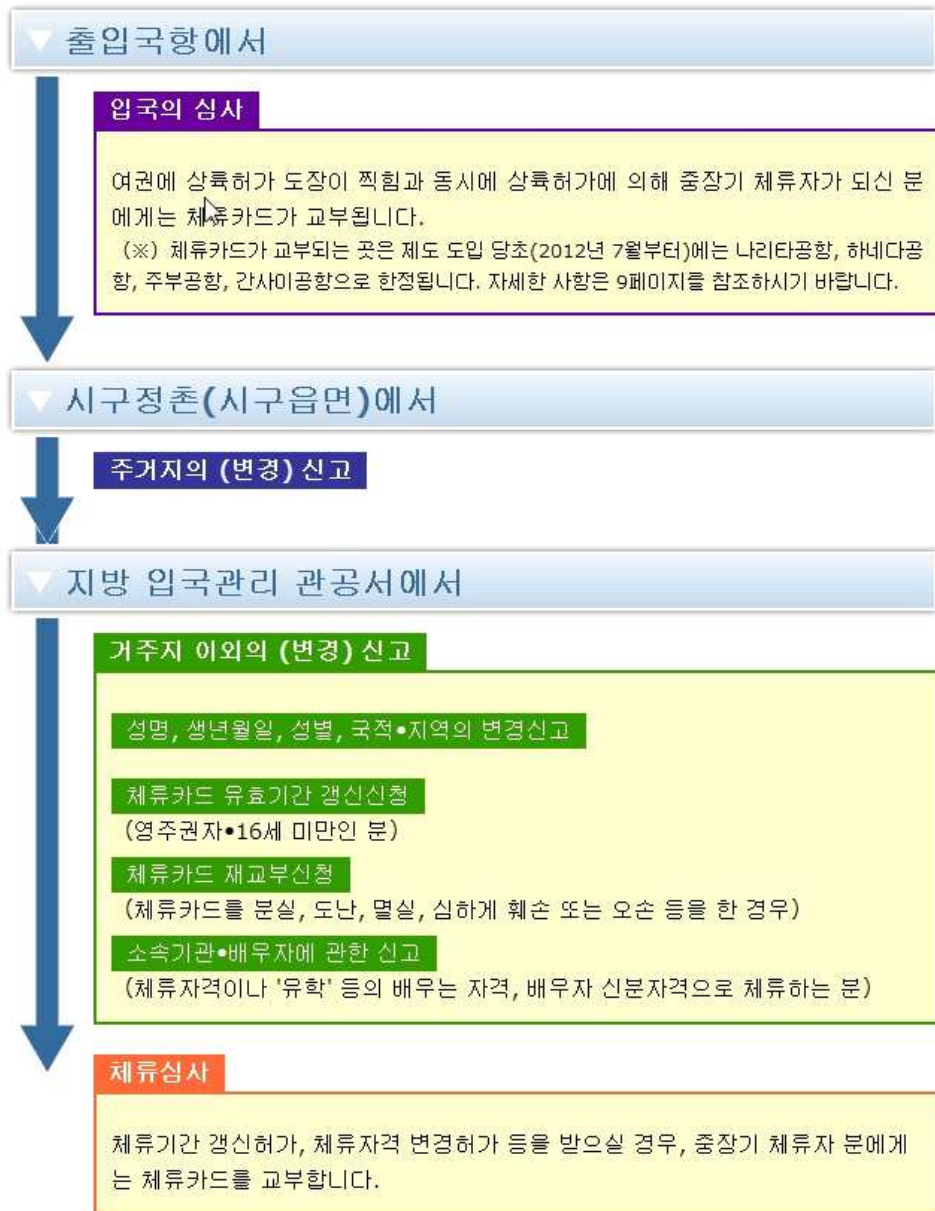 출입국항에서
입국의 심사
여권에 상륙허가 도장이 찍힘과 동시에 상륙허가에 의해 중장기 체류자가 되신 분
에게는 체류카드가 교부됩니다.
(※) 체류카드가 교부되는 곳은 제도 도입 당초(2012년 7월부터)에는 나리타공항, 하네다공
항, 주부공항, 간사이공항으로 한정됩니다. 자세한 사항은 9페이지를 참조하시기 바랍니다.
시구정촌(시구읍면)에서
주거지의 (변경) 신고
지방 입국관리 관공서에서
거주지 이외의 (변경) 신고
성명, 생년월일, 성별, 국적•지역의 변경신고
체류카드 유효기간 갱신신청
(영주권자•16세 미만인 분)
체류카드 재교부신청
(체류카드를 분실, 도난, 멸실, 심하게 훼손 또는 오손 등을 한 경우)
소속기관•배우자에 관한 신고
(체류자격이나 '유학' 등의 배우는 자격, 배우자 신분자격으로 체류하는 분)
체류심사
체류기간 갱신허가, 체류자격 변경허가 등을 받으실 경우, 중장기 체류자 분에게
는 체류카드를 교부합니다.